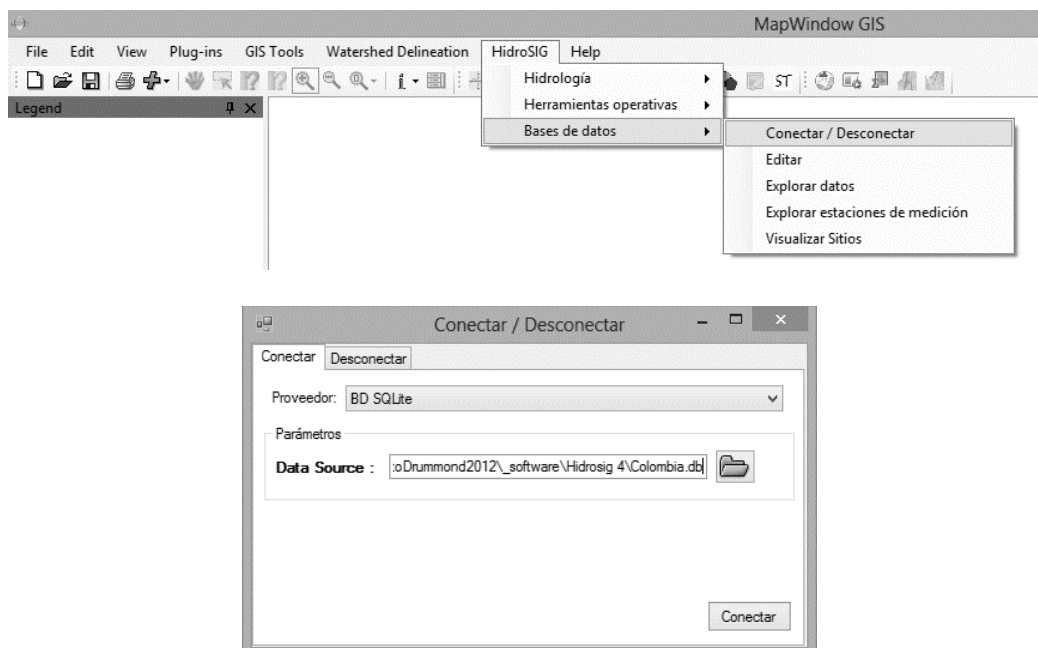 MapWindow GIS
File Edit View Plug-ins GIS Tools Watershed Delineation HidroSIG Help
ST
Legend
Hidrología
Herramientas operativas
Bases de datos
Conectar / Desconectar
Editar
Explorar datos
Explorar estaciones de medición
Visualizar Sitios
Conectar / Desconectar
Conectar Desconectar
Proveedor: BD SQLite
Parámetros
Data Source : :oDrummond2012\_software\Hidrosig 4\Colombia.db
Conectar